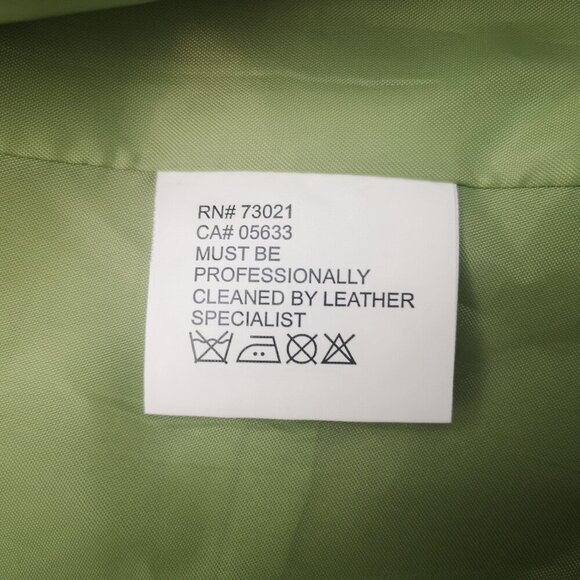 RN# 73021
CA# 05633
MUST BE
PROFESSIONALLY
CLEANED BY LEATHER
SPECIALIST